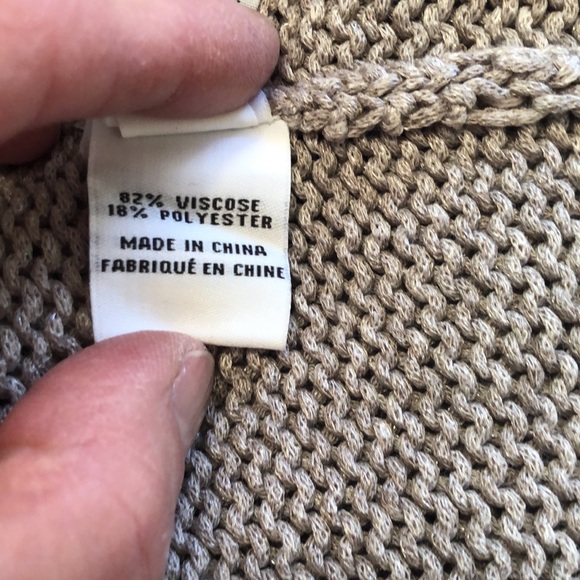 82% VISCOSE
18% POLYESTER
MADE IN CHINA
FABRIQUÉ EN CHINE